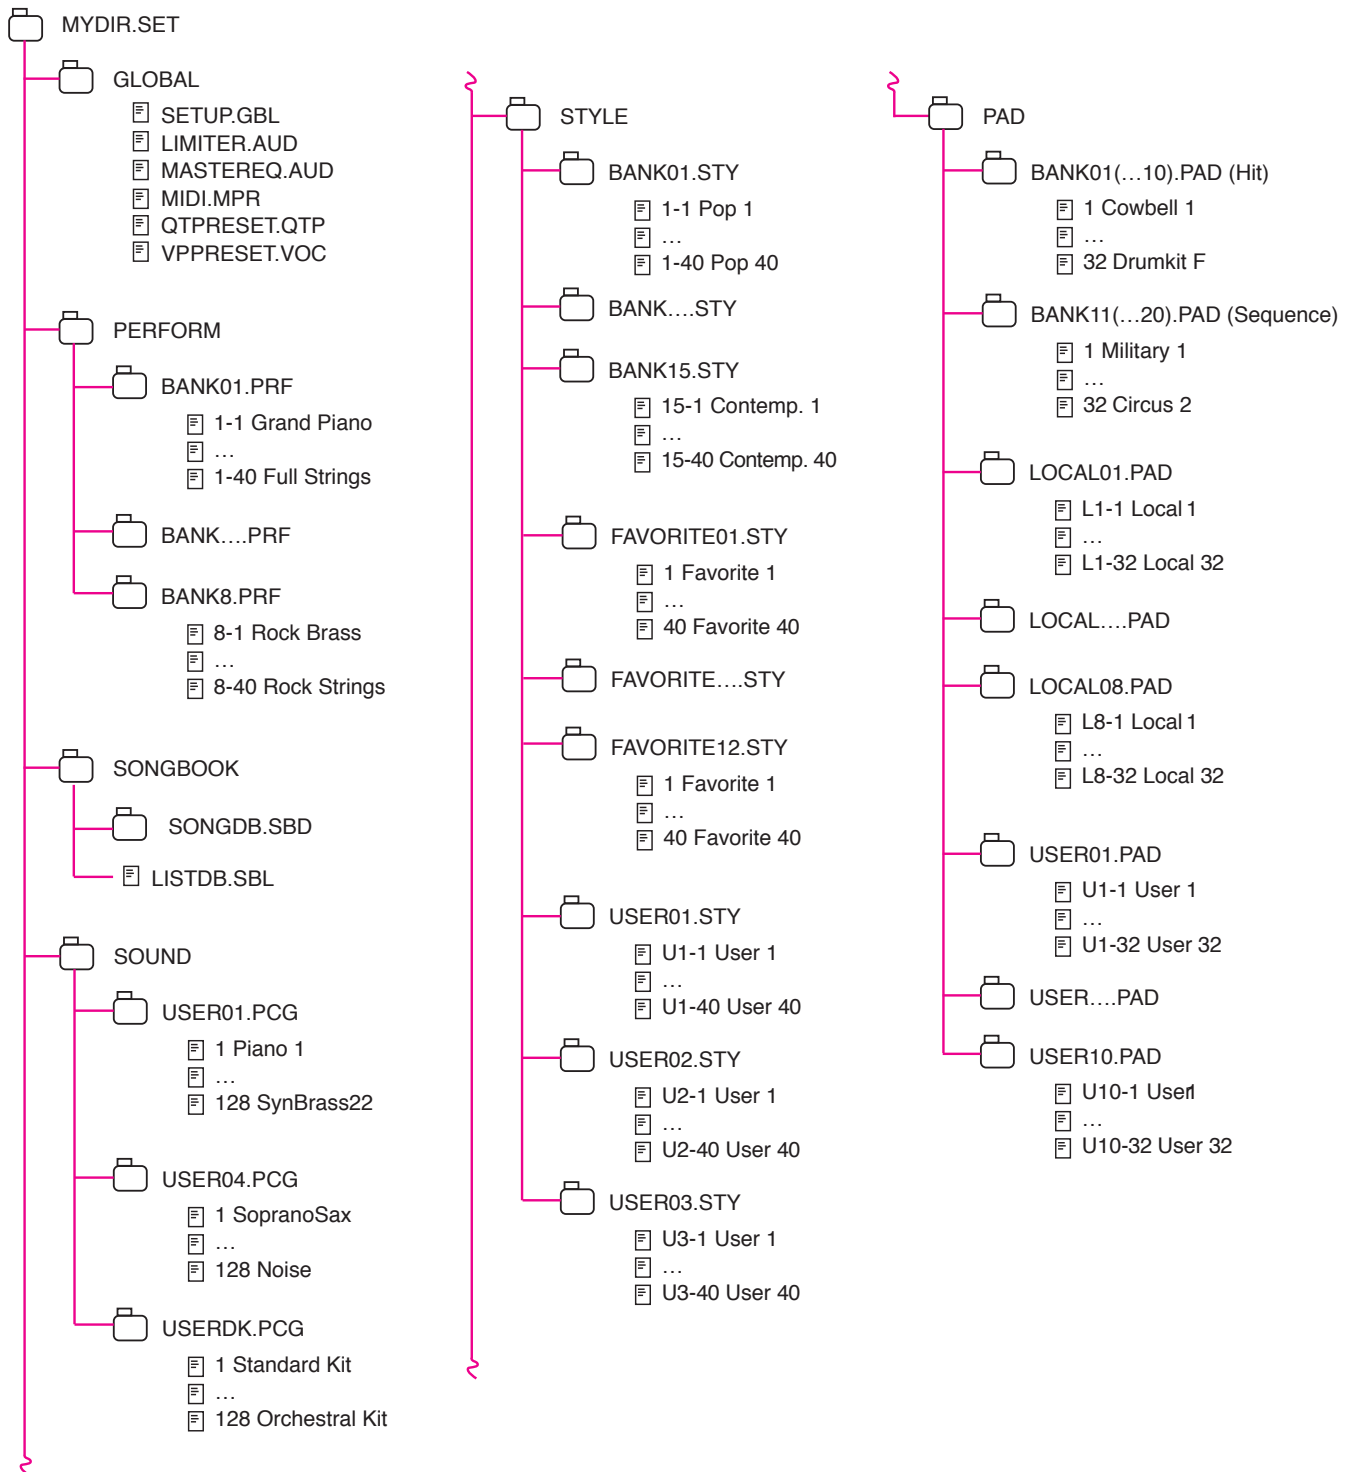 MYDIR.SET
GLOBAL
SETUP.GBL
LIMITER.AUD
MASTEREQ.AUD
MIDI.MPR
QTPRESET.QTP
VPPRESET.VOC
PERFORM
BANK01.PRF
1-1 Grand Piano
…
1-40 Full Strings
BANK….PRF
BANK8.PRF
8-1 Rock Brass
…
8-40 Rock Strings
SONGBOOK
SONGDB.SBD
LISTDB.SBL
SOUND
USER01.PCG
1 Piano 1
…
128 SynBrass22
USER04.PCG
1 SopranoSax
…
128 Noise
USERDK.PCG
1 Standard Kit
…
128 Orchestral Kit
STYLE
BANK01.STY
1-1 Pop 1
…
1-40 Pop 40
BANK….STY
BANK15.STY
15-1 Contemp. 1
…
15-40 Contemp. 40
FAVORITE01.STY
1 Favorite 1
…
40 Favorite 40
FAVORITE….STY
FAVORITE12.STY
1 Favorite 1
…
40 Favorite 40
USER01.STY
U1-1 User 1
…
U1-40 User 40
USER02.STY
U2-1 User 1
…
U2-40 User 40
USER03.STY
U3-1 User 1
…
U3-40 User 40
PAD
BANK01(…10).PAD (Hit)
1 Cowbell 1
…
32 Drumkit F
BANK11(…20).PAD (Sequence)
1 Military 1
…
32 Circus 2
LOCAL01.PAD
L1-1 Local 1
…
L1-32 Local 32
LOCAL….PAD
LOCAL08.PAD
L8-1 Local 1
…
L8-32 Local 32
USER01.PAD
U1-1 User 1
…
U1-32 User 32
USER….PAD
USER10.PAD
U10-1 User1
…
U10-32 User 32